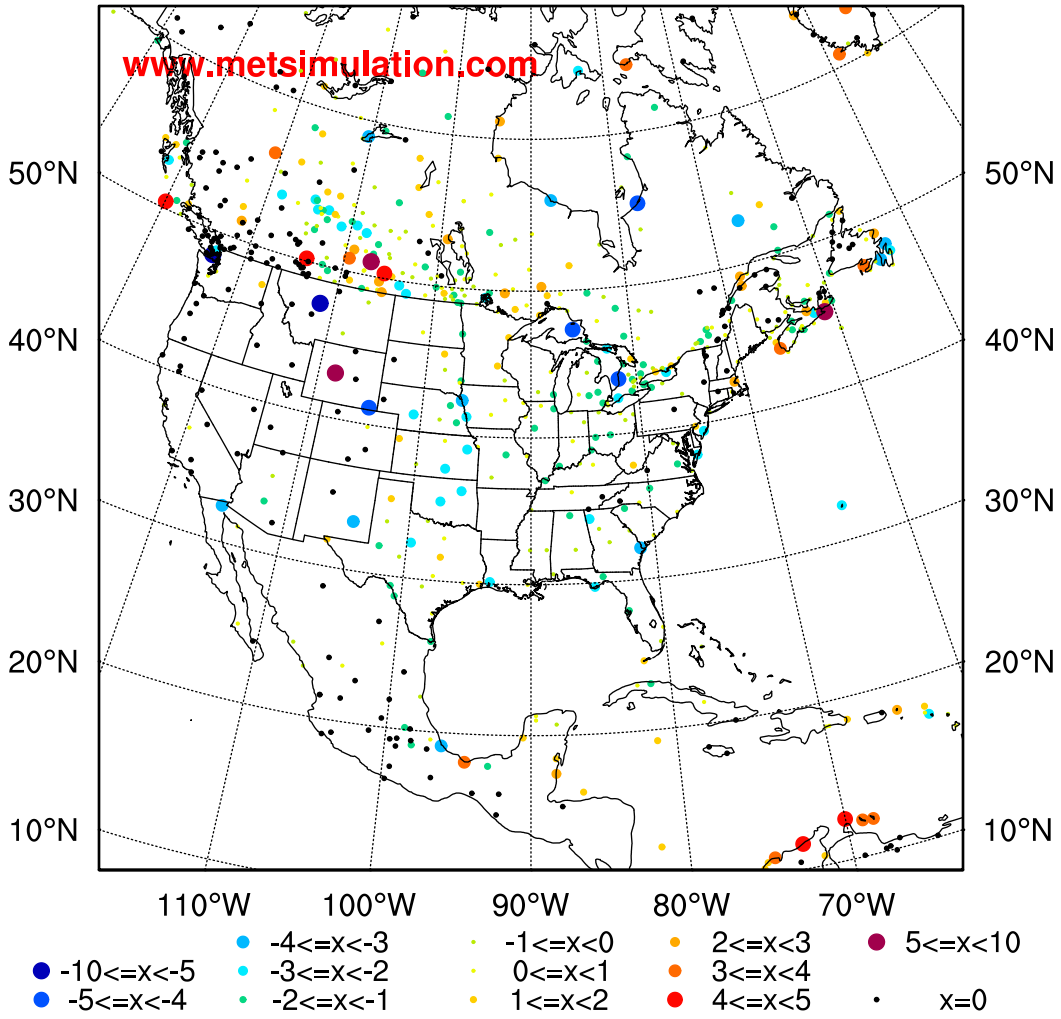 www.metsimulation.com
50°N 50°N
40°N 40°N
30°N 30°N
20°N 20°N
10°N 10°N
110°W 100°W 90°W 80°W 70°W
-4<=x<-3 -1<=x<0 2<=x<3 5<=x<10
-10<=x<-5 -3<=x<-2 0<=x<1 3<=x<4
-5<=x<-4 -2<=x<-1 1<=x<2 4<=x<5 x=0